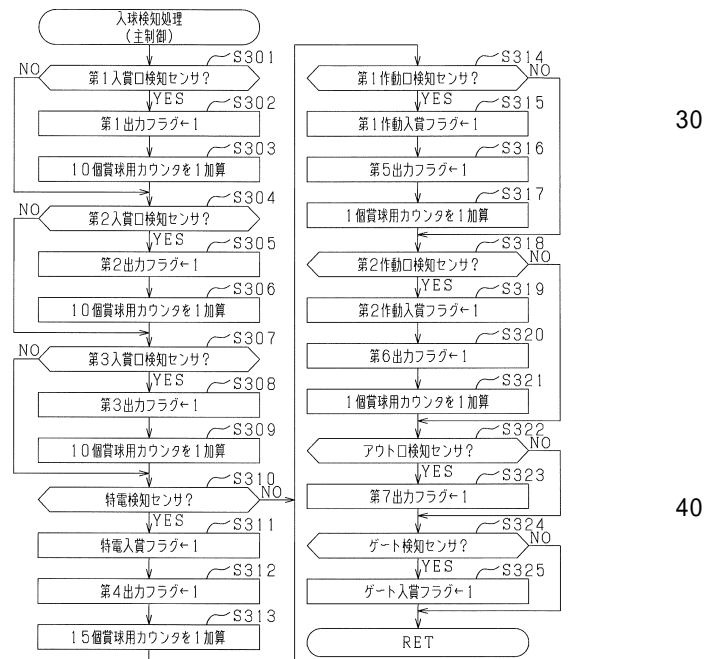 入球検知処理
(主制御)
S301
第1入賞口検知センサ?
NO
YES
S302
第1出力フラグ←1
S303
10個賞球用カウンタを1加算
S304
第2入賞口検知センサ?
NO
YES
S305
第2出力フラグ←1
S306
10個賞球用カウンタを1加算
S307
第3入賞口検知センサ?
NO
YES
S308
第3出力フラグ←1
S309
10個賞球用カウンタを1加算
S310
特電検知センサ?
NO
YES
S311
特電入賞フラグ←1
S312
第4出力フラグ←1
S313
15個賞球用カウンタを1加算
S314
第1作動口検知センサ?
NO
YES
S315
第1作動入賞フラグ←1
S316
第5出力フラグ←1
S317
1個賞球用カウンタを1加算
S318
第2作動口検知センサ?
NO
YES
S319
第2作動入賞フラグ←1
S320
第6出力フラグ←1
S321
1個賞球用カウンタを1加算
S322
アウト口検知センサ?
NO
YES
S323
第7出力フラグ←1
S324
ゲート検知センサ?
NO
YES
S325
ゲート入賞フラグ←1
RET
30
40